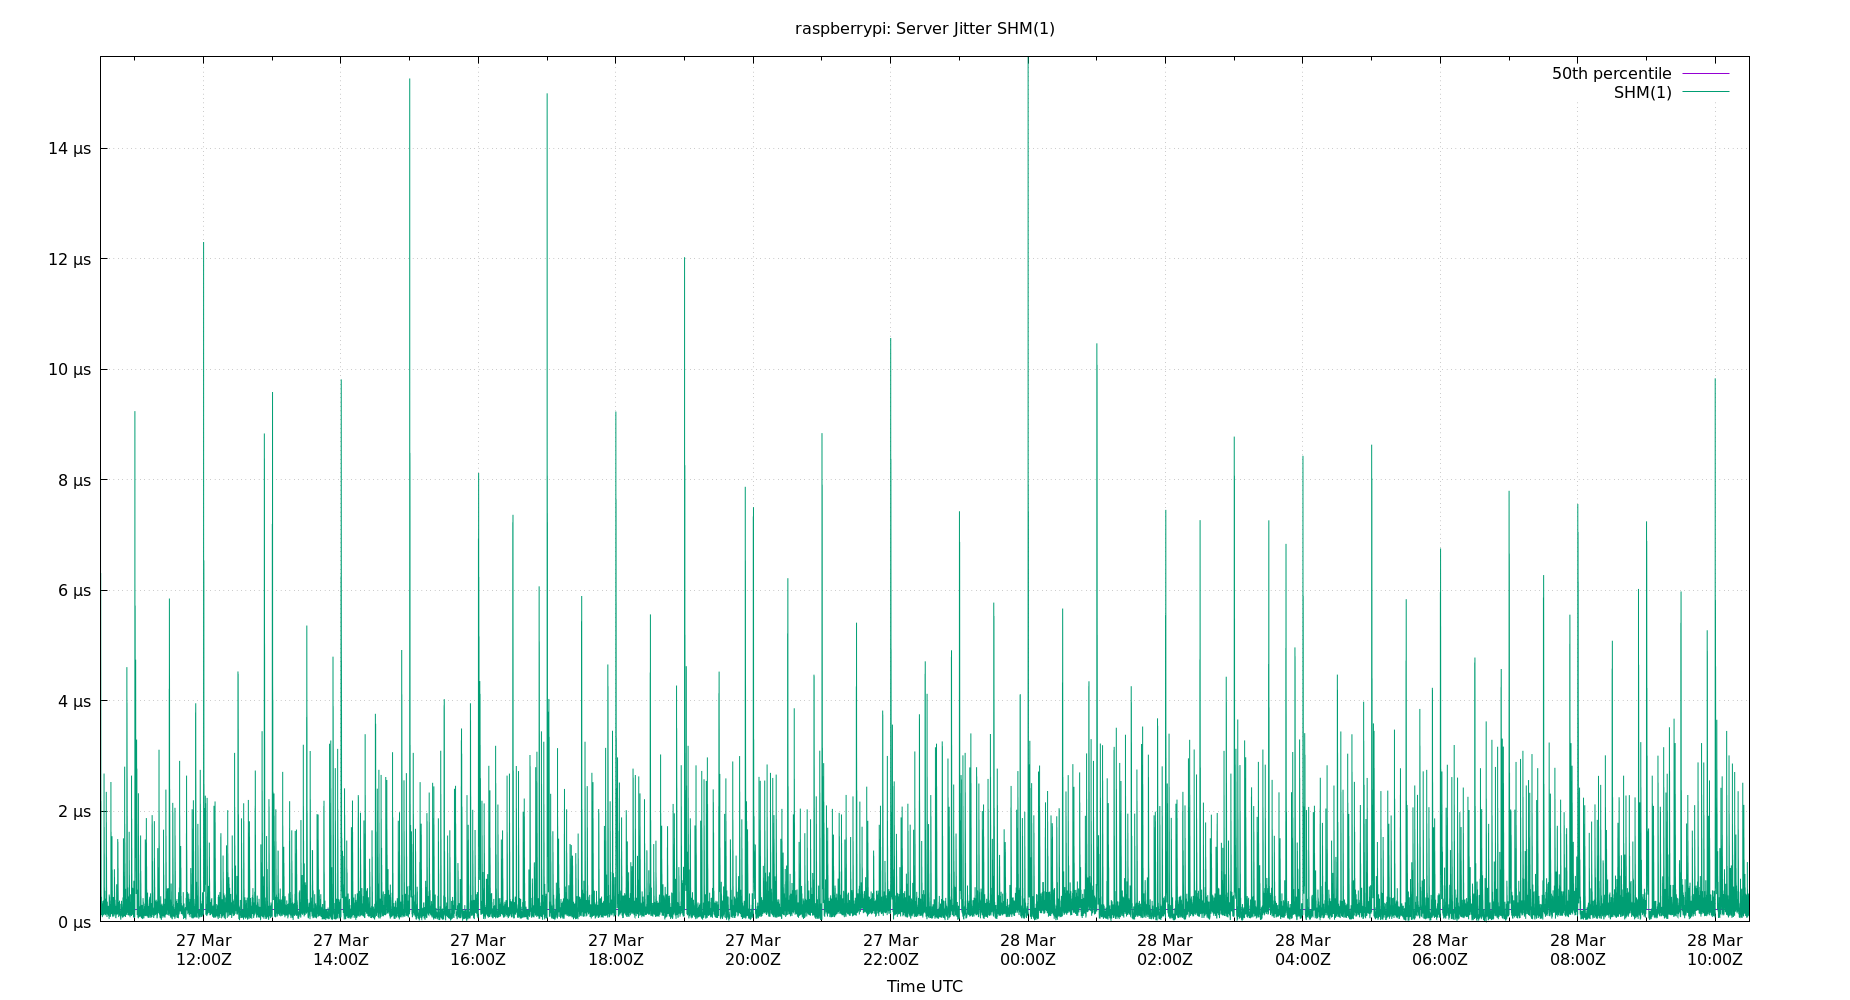 raspberrypi: Server Jitter SHM(1)
50th percentile
SHM(1)
14 µs
12 µs
10 µs
8 µs
6 µs
4 µs
2 µs
0 µs
27 Mar 27 Mar 27 Mar 27 Mar 27 Mar 27 Mar 28 Mar 28 Mar 28 Mar 28 Mar 28 Mar 28 Mar
12:00Z 14:00Z 16:00Z 18:00Z 20:00Z 22:00Z 00:00Z 02:00Z 04:00Z 06:00Z 08:00Z 10:00Z
Time UTC